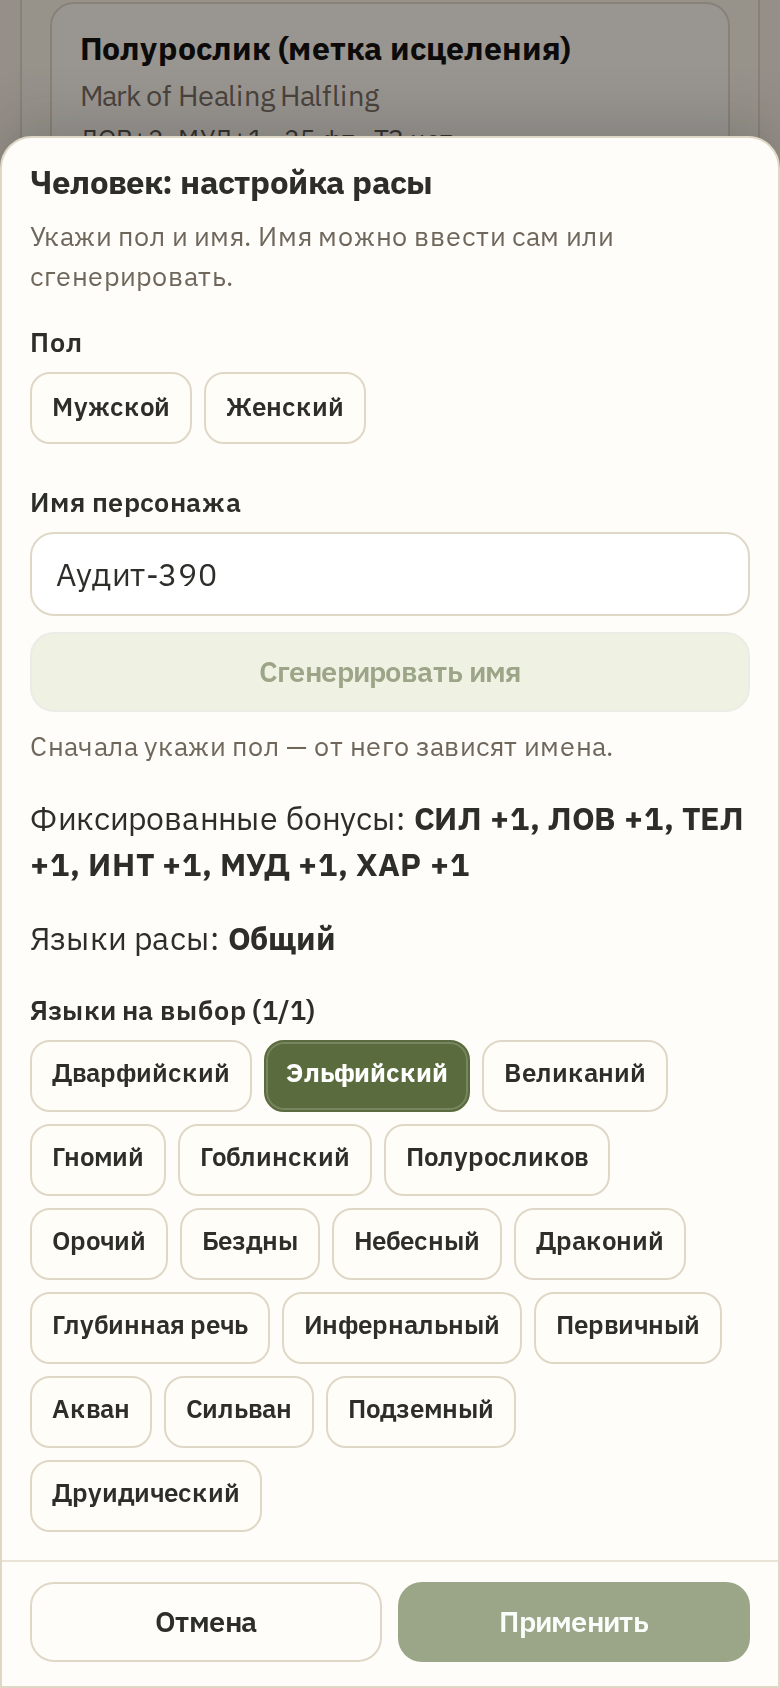 Полурослик (метка исцеления)
Mark of Healing Halfling
Человек: настройка расы
Укажи пол и имя. Имя можно ввести сам или
сгенерировать.
Пол
Мужской Женский
Имя персонажа
Аудит-390
Сгенерировать имя
Сначала укажи пол — от него зависят имена.
Фиксированные бонусы: СИЛ +1, ЛОВ +1, ТЕЛ
+1, ИНТ +1, МУД +1, ХАР +1
Языки расы: Общий
Языки на выбор (1/1)
Дварфийский Эльфийский Великаний
Гномий Гоблинский Полуросликов
Орочий Бездны Небесный Драконий
Глубинная речь Инфернальный Первичный
Акван Сильван Подземный
Друидический
Отмена Применить